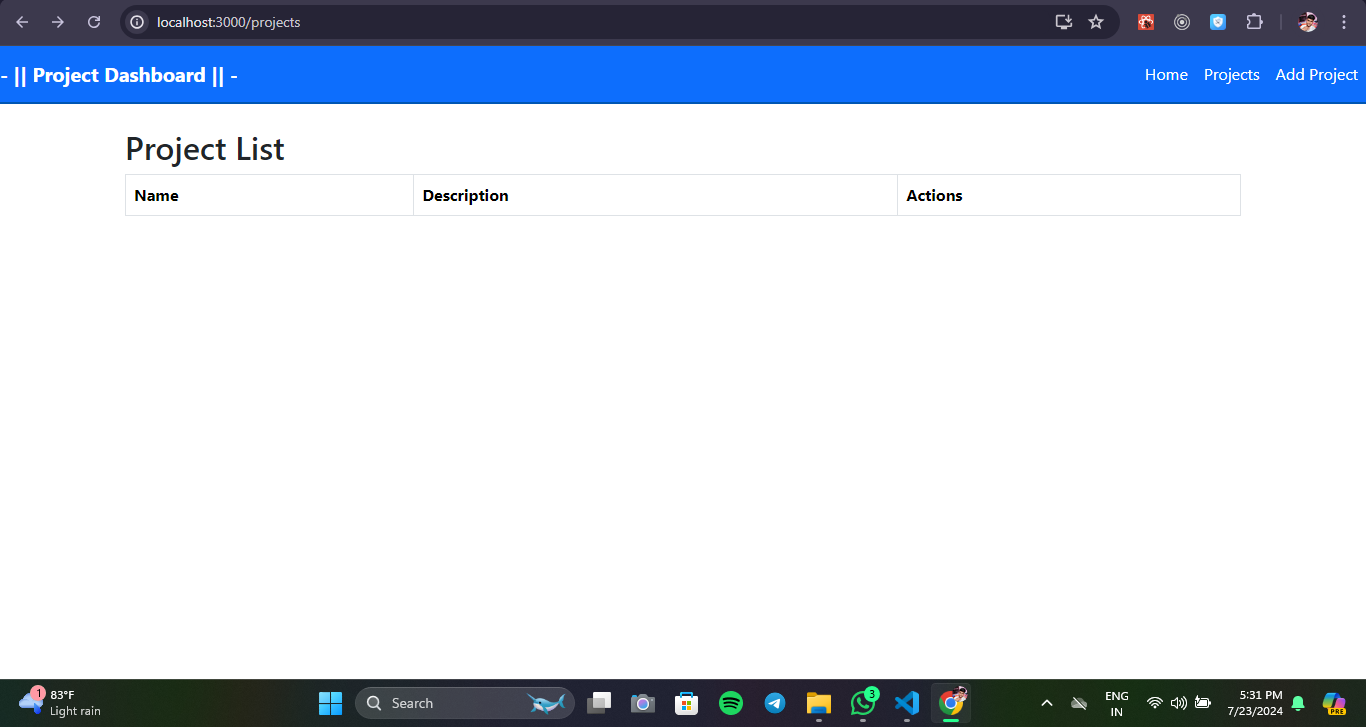 localhost:3000/projects
- || Project Dashboard || -
Home Projects Add Project
Project List
Name Description Actions
1
83°F
Light rain
Search
3
PRE
ENG
IN
5:31 PM
7/23/2024